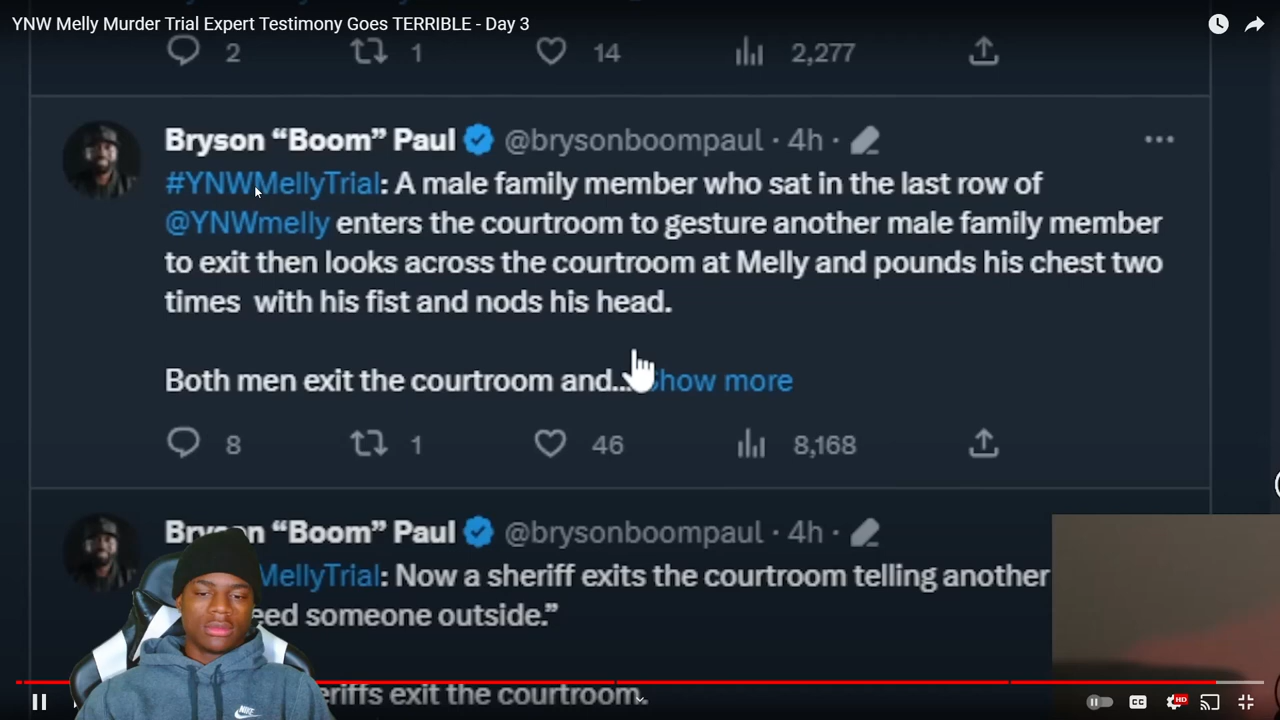 YNW Melly Murder Trial Expert Testimony Goes TERRIBLE - Day 3
2 1 14 2,277
Bryson “Boom” Paul @brysonboompaul · 4h ·
#YNWMellyTrial: A male family member who sat in the last row of
@YNWmelly enters the courtroom to gesture another male family member
to exit then looks across the courtroom at Melly and pounds his chest two
times with his fist and nods his head.
Both men exit the courtroom and... Show more
8 1 46 8,168
Bryson “Boom” Paul @brysonboompaul · 4h ·
MellyTrial: Now a sheriff exits the courtroom telling another
someone outside.”
exit the courtroom.
CC
HD